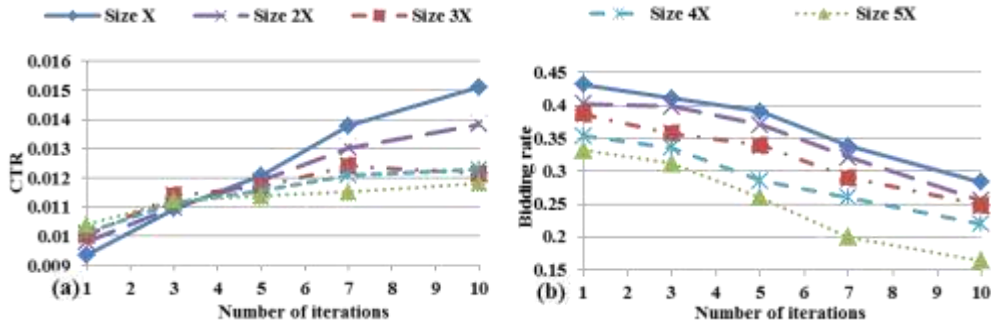 Size X Size 2X Size 3X Size 4X Size 5X
0.016
0.015
0.014
0.013
0.012
0.011
0.01
0.009
CTR
(a) 1 2 3 4 5 6 7 8 9 10
Number of iterations
0.45
0.4
0.35
0.3
0.25
0.2
0.15
Bidding rate
(b) 1 2 3 4 5 6 7 8 9 10
Number of iterations